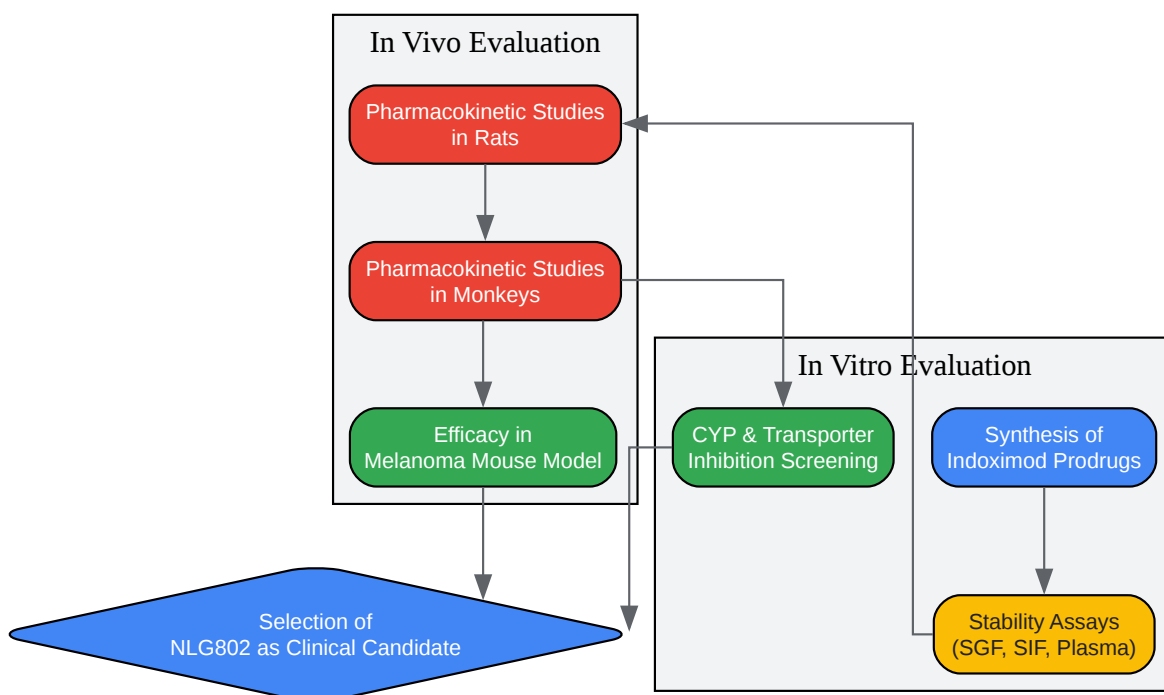 In Vivo Evaluation
Pharmacokinetic Studies
in Rats
Pharmacokinetic Studies
in Monkeys
Efficacy in
Melanoma Mouse Model
In Vitro Evaluation
CYP & Transporter
Inhibition Screening
Synthesis of
Indoximod Prodrugs
Stability Assays
(SGF, SIF, Plasma)
Selection of
NLG802 as Clinical Candidate